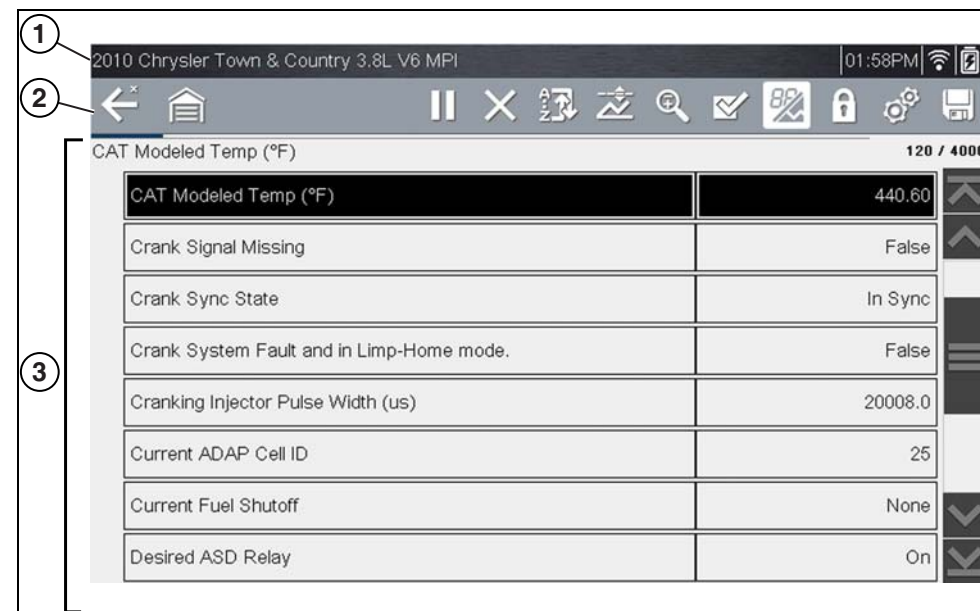 1
2010 Chrysler Town & Country 3.8L V6 MPI 01:58PM
2
CAT Modeled Temp (°F) 120 / 4000
CAT Modeled Temp (°F) 440.60
Crank Signal Missing False
Crank Sync State In Sync
Crank System Fault and in Limp-Home mode. False
3
Cranking Injector Pulse Width (us) 20008.0
Current ADAP Cell ID 25
Current Fuel Shutoff None
Desired ASD Relay On